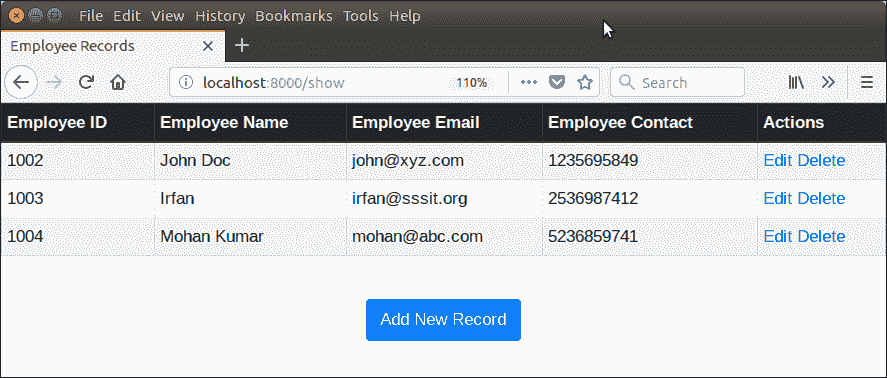 File Edit View History Bookmarks Tools Help
Employee Records
localhost:8000/show 110% Search
Employee ID Employee Name Employee Email Employee Contact Actions
1002 John Doc john@xyz.com 1235695849 Edit Delete
1003 Irfan irfan@sssit.org 2536987412 Edit Delete
1004 Mohan Kumar mohan@abc.com 5236859741 Edit Delete
Add New Record